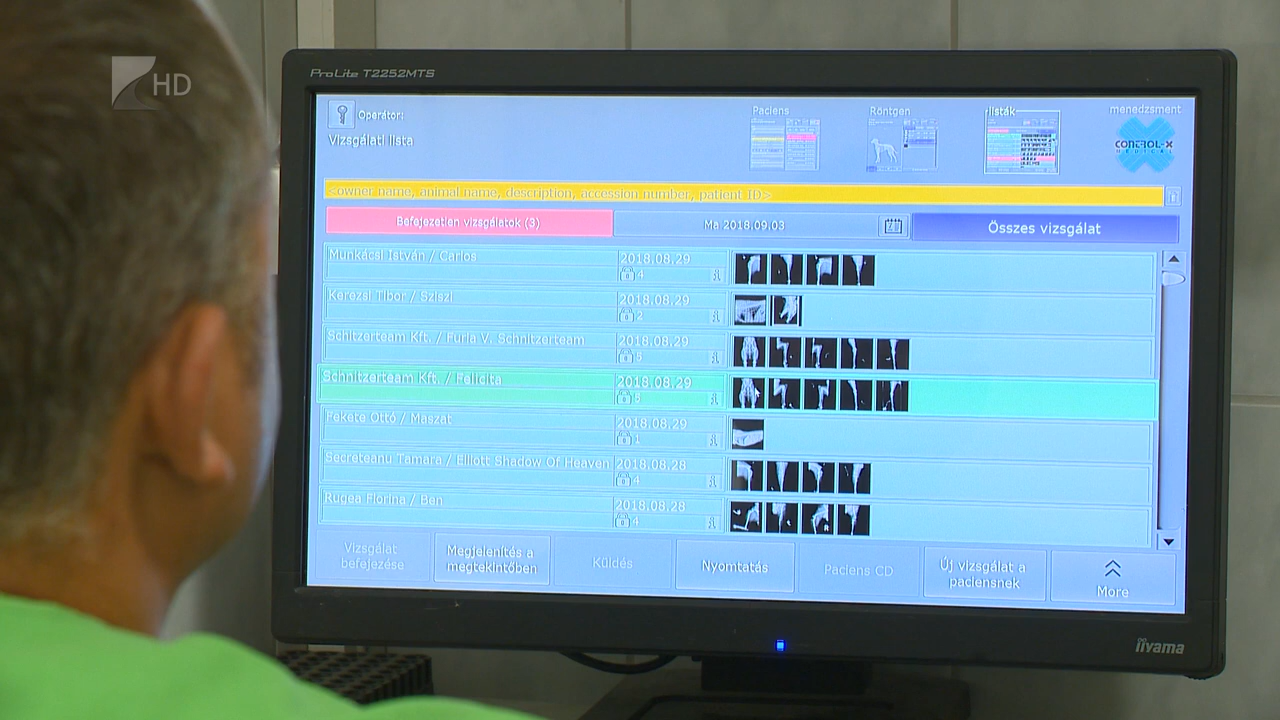 HD
ProLite T2252MTS
Operátor:
Vizsgálati lista
Paciens
Röntgen
listák
menedzsment
CONTROL-X
MEDICAL
<owner name, animal name, description, accession number, patient ID>
Befejezetlen vizsgálatok (3)
Ma 2018.09.03
Összes vizsgálat
Munkácsi István / Carlos
2018.08.29
4
Kerezsi Tibor / Sziszi
2018.08.29
2
Schitzerteam Kft. / Furia V. Schnitzerteam
2018.08.29
5
Schnitzerteam Kft. / Felicita
2018.08.29
5
Fekete Ottó / Maszat
2018.08.29
1
Secreteanu Tamara / Elliott Shadow Of Heaven
2018.08.28
4
Rugea Florina / Ben
2018.08.28
4
Vizsgálat
befejezése
Megjelenítés a
megtekintőben
Küldés
Nyomtatás
Paciens CD
Új vizsgálat a
paciensnek
More
iiyama